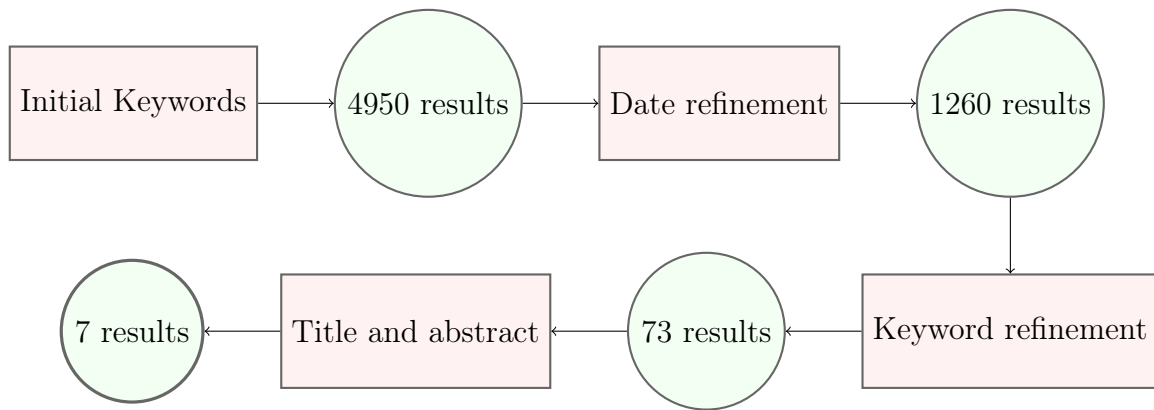 Initial Keywords
4950 results
Date refinement
1260 results
Keyword refinement
73 results
Title and abstract
7 results